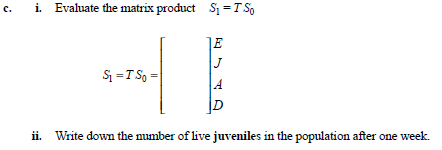 c. i. Evaluate the matrix product S₁ = T S₀
E
J
S₁ = T S₀ =
A
D
ii. Write down the number of live juveniles in the population after one week.